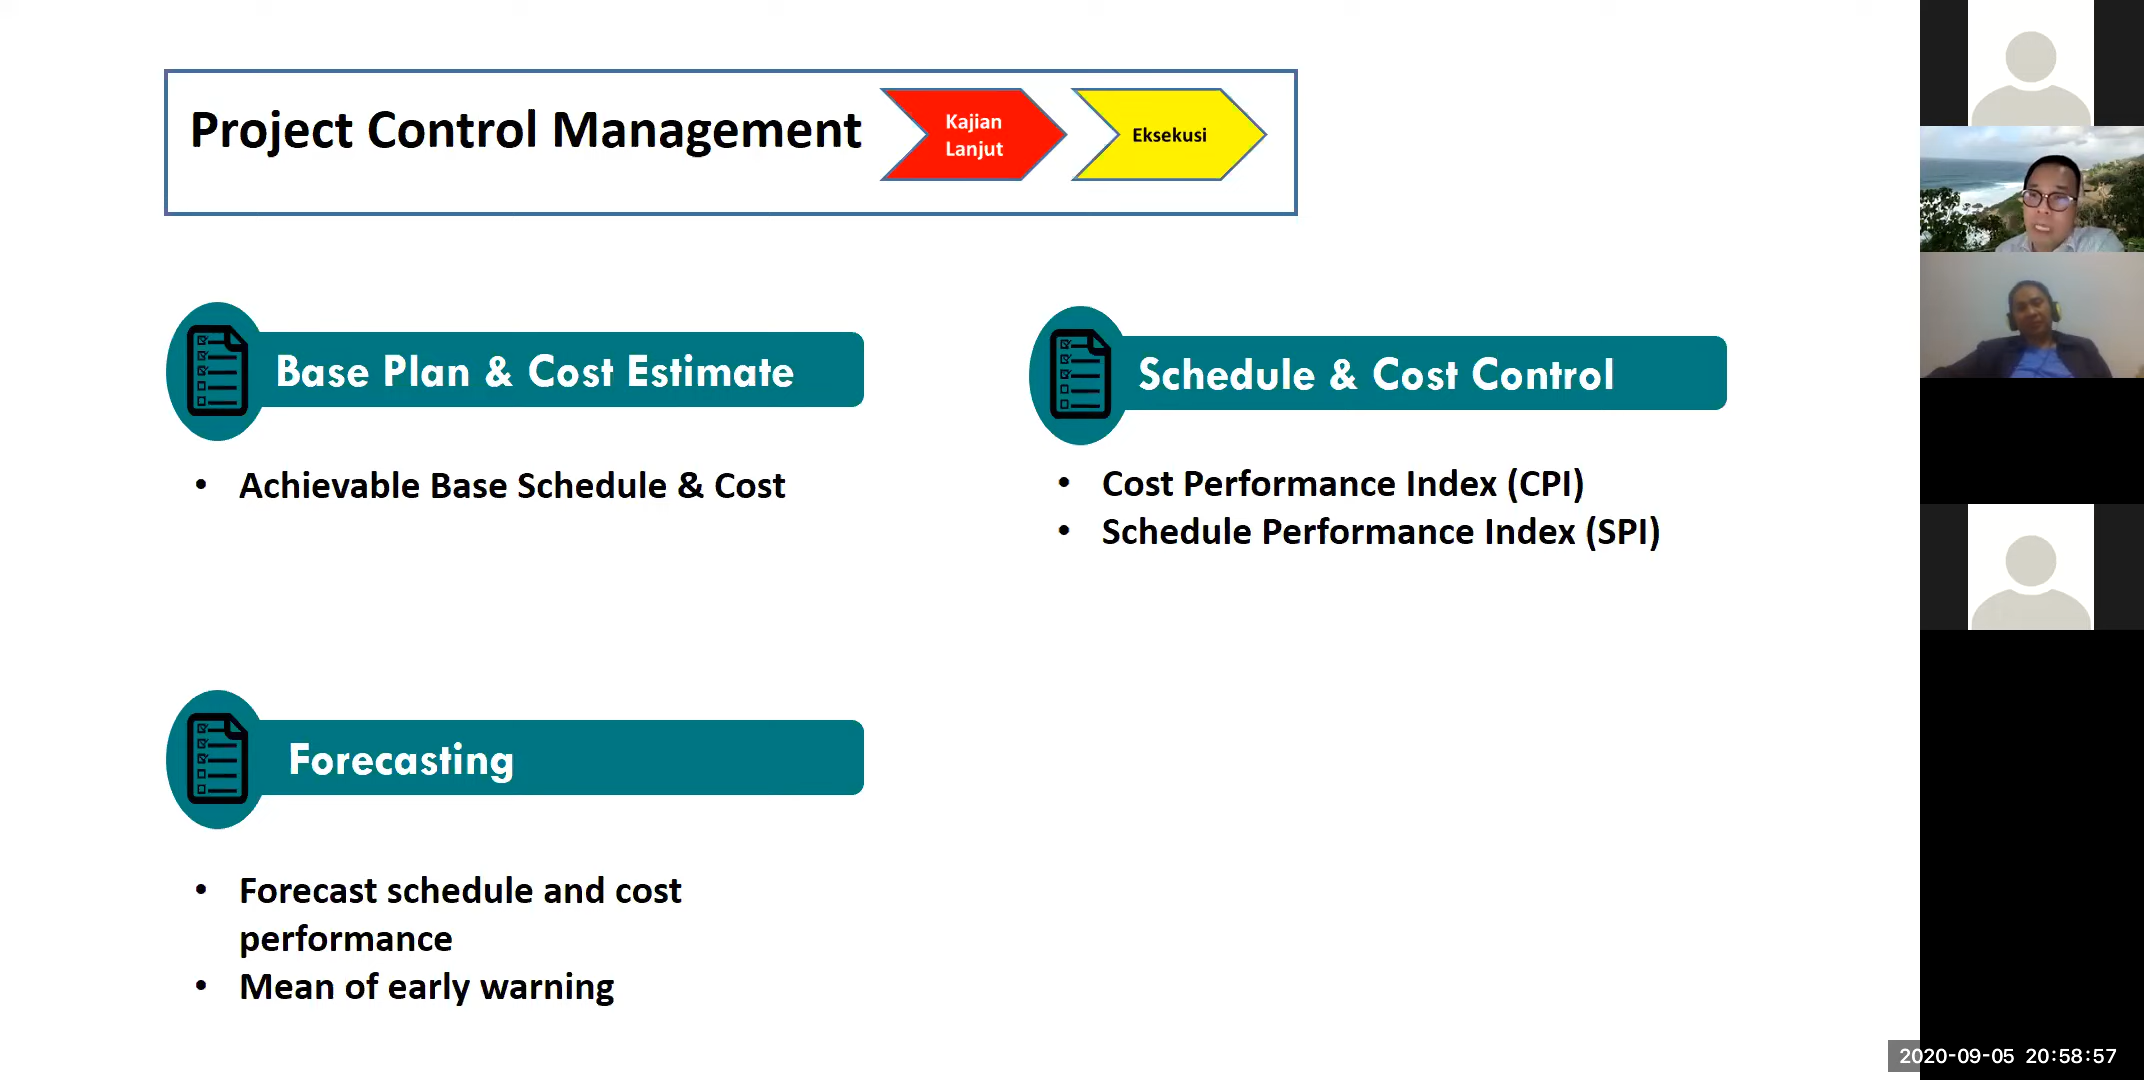 Project Control Management
Kajian
Lanjut
Eksekusi
Base Plan & Cost Estimate
• Achievable Base Schedule & Cost
Schedule & Cost Control
• Cost Performance Index (CPI)
• Schedule Performance Index (SPI)
Forecasting
• Forecast schedule and cost
performance
• Mean of early warning
2020-09-05 20:58:57